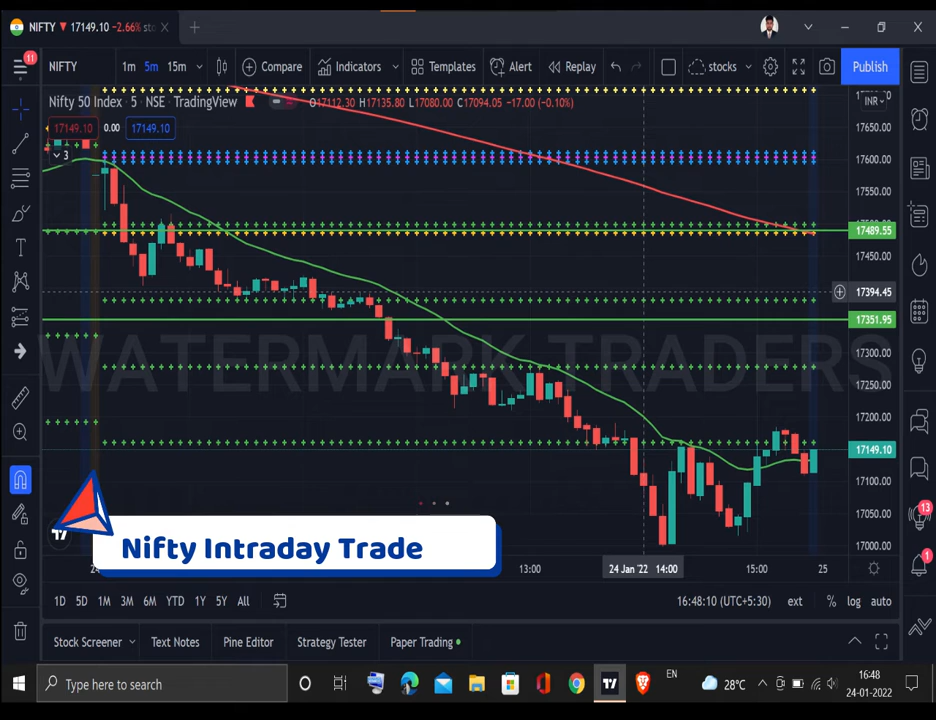 NIFTY 17149.10 -2.66% sto
11
NIFTY 1m 5m 15m Compare Indicators Templates Alert Replay stocks Publish
Nifty 50 Index · 5 · NSE · TradingView O17112.30 H17135.80 L17080.00 C17094.05 -17.00 (-0.10%)
INR
17149.10 0.00 17149.10
3
17650.00
17600.00
17550.00
17489.55
17450.00
17394.45
17351.95
17300.00
WATERMARK TRADERS
17250.00
17200.00
17149.10
17100.00
17050.00
13
17000.00
Nifty Intraday Trade
24 13:00 24 Jan '22 14:00 15:00 25
1
1D 5D 1M 3M 6M YTD 1Y 5Y All 16:48:10 (UTC+5:30) ext % log auto
Stock Screener Text Notes Pine Editor Strategy Tester Paper Trading
Type here to search
EN
28°C
16:48
24-01-2022